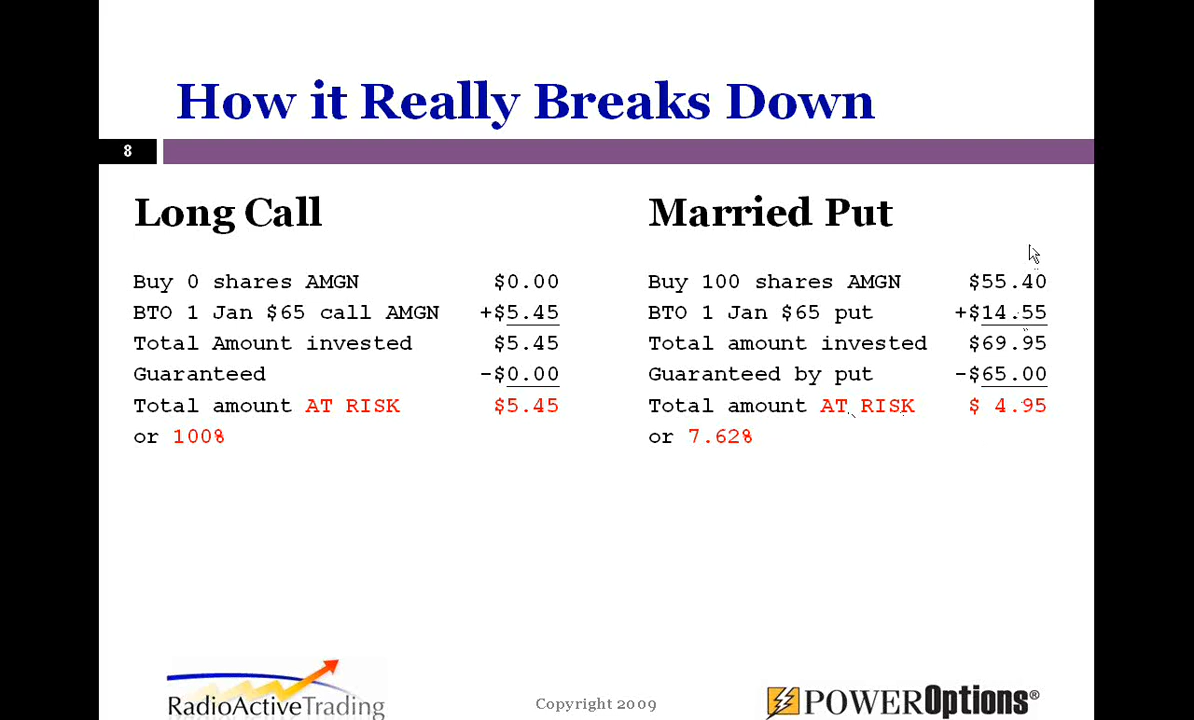 How it Really Breaks Down
8
Long Call
Buy 0 shares AMGN $0.00
BTO 1 Jan $65 call AMGN +$5.45
Total Amount invested $5.45
Guaranteed -$0.00
Total amount AT RISK $5.45
or 100%
Married Put
Buy 100 shares AMGN $55.40
BTO 1 Jan $65 put +$14.55
Total amount invested $69.95
Guaranteed by put -$65.00
Total amount AT RISK $ 4.95
or 7.62%
RadioActiveTrading
Copyright 2009
POWEROptions®